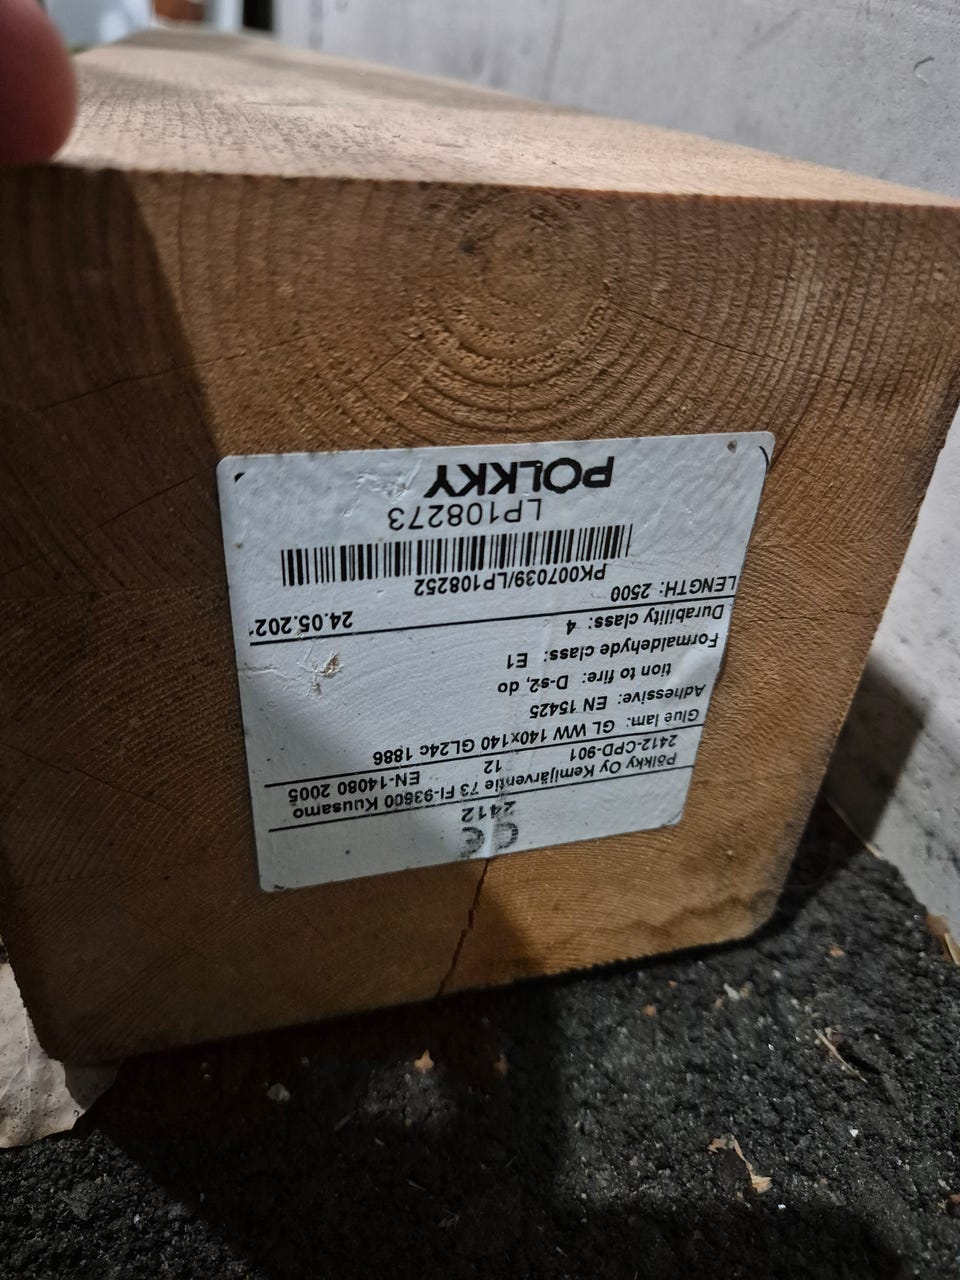 CE
2412
Pölkky Oy Kemijärventie 73 FI-93600 Kuusamo
2412-CPD-901 12 EN-14080 2005
Glue lam: GL WW 140x140 GL24c 1886
Adhesive: EN 15425
tion to fire: D-s2, do
Formaldehyde class: E1
Durability class: 4
LENGTH: 2500 24.05.2021
PK007039/LP108252
LP108273
PÖLKKY